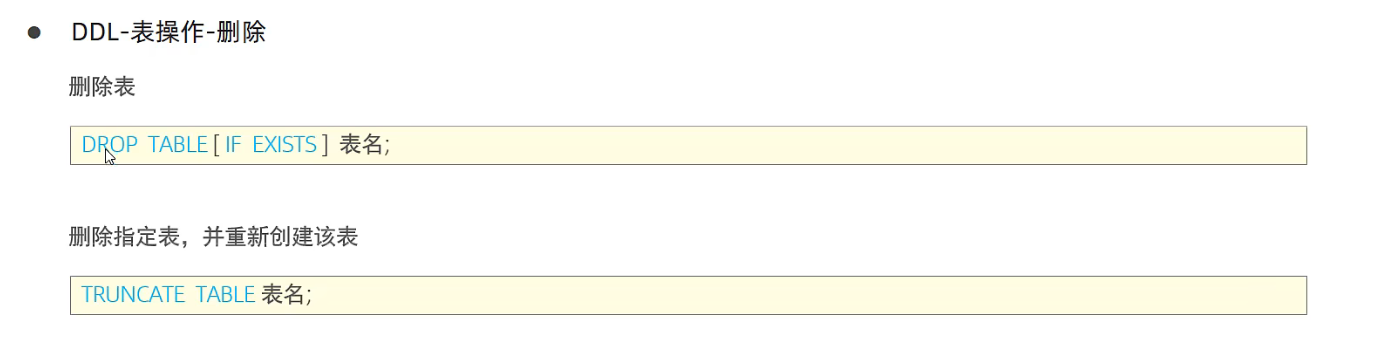 ● DDL-表操作-删除
删除表
DROP TABLE [ IF EXISTS ] 表名;
删除指定表，并重新创建该表
TRUNCATE TABLE 表名;